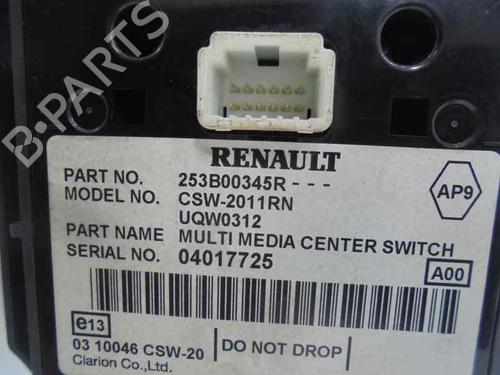 B-PARTS
RENAULT
PART NO. 253B00345R - - -
MODEL NO. CSW-2011RN
UQW0312
AP9
PART NAME MULTI MEDIA CENTER SWITCH
SERIAL NO. 04017725
A00
e13
03 10046 CSW-20
DO NOT DROP
Clarion Co.,Ltd.